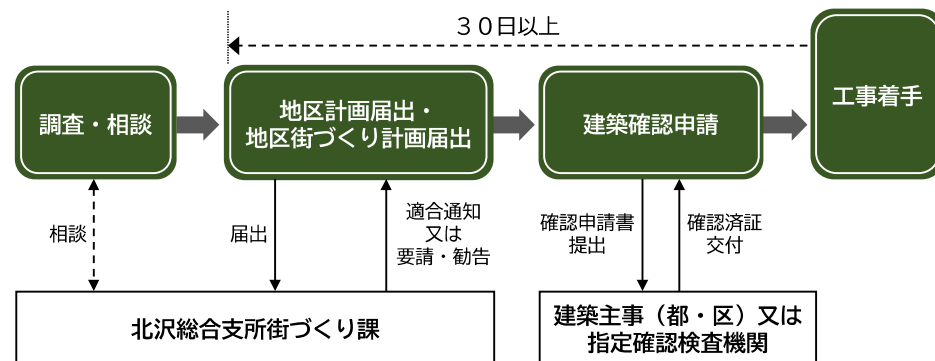 ３０日以上
調査・相談
地区計画届出・
地区街づくり計画届出
建築確認申請
工事着手
相談
届出
適合通知
又は
要請・勧告
確認申請書
提出
確認済証
交付
北沢総合支所街づくり課
建築主事（都・区）又は
指定確認検査機関